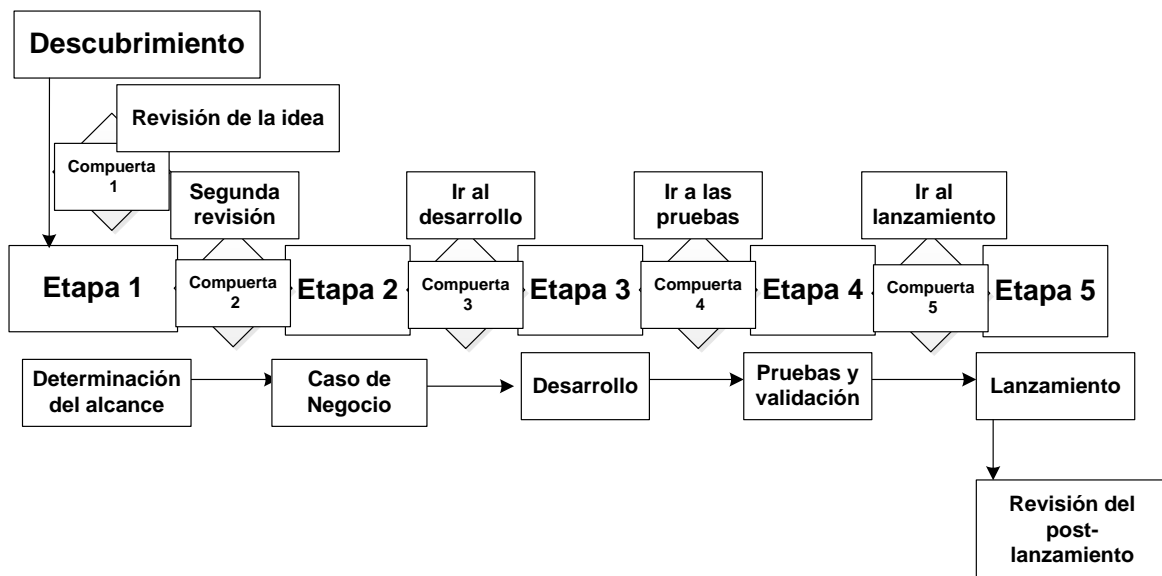 Descubrimiento
Revisión de la idea
Compuerta
1
Segunda
revisión
Ir al
desarrollo
Ir a las
pruebas
Ir al
lanzamiento
Etapa 1
Compuerta
2
Etapa 2
Compuerta
3
Etapa 3
Compuerta
4
Etapa 4
Compuerta
5
Etapa 5
Determinación
del alcance
Caso de
Negocio
Desarrollo
Pruebas y
validación
Lanzamiento
Revisión del
post-
lanzamiento